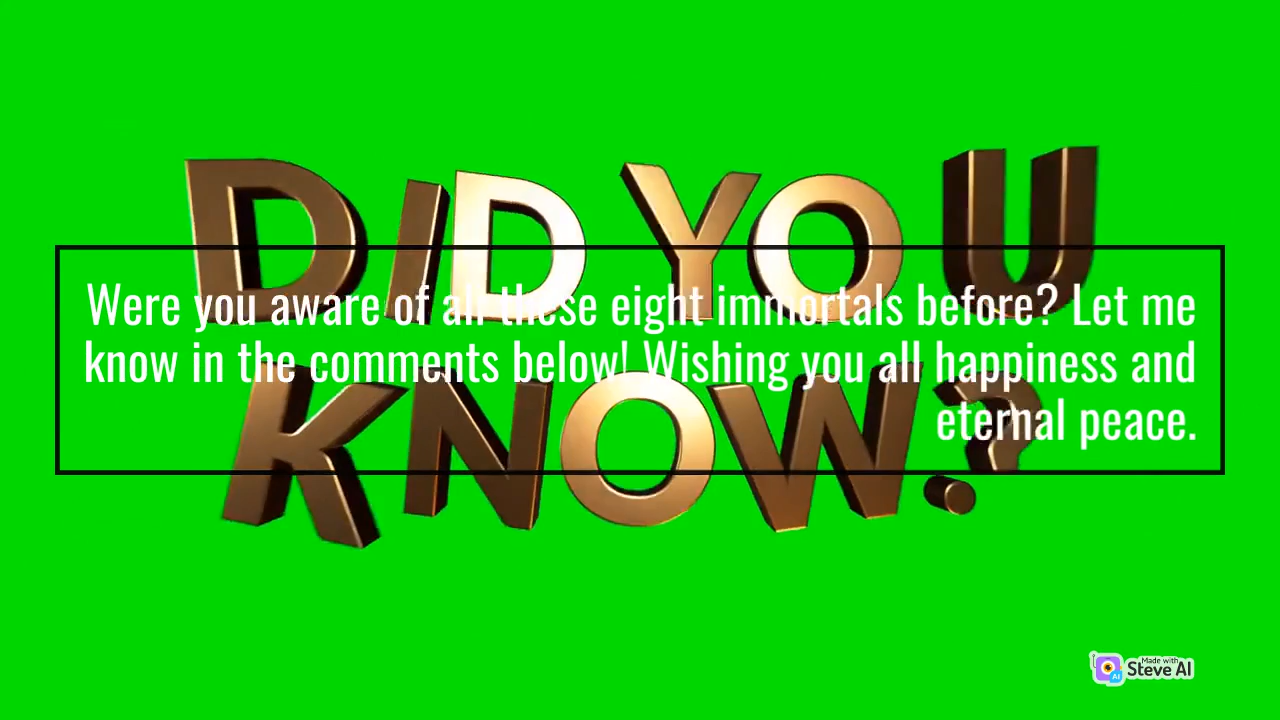 DID YOU
Were you aware of all these eight immortals before? Let me
know in the comments below! Wishing you all happiness and
eternal peace.
KNOW?
Made with
Steve AI
AI